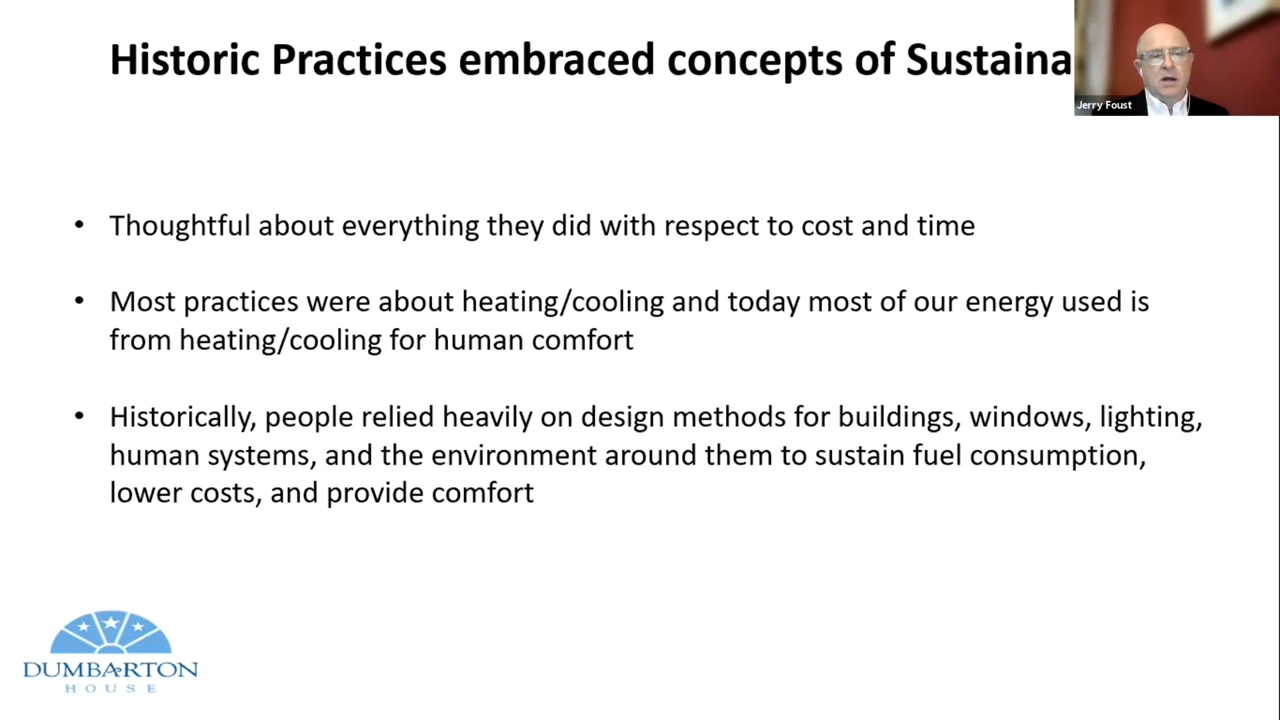 Historic Practices embraced concepts of Sustaina
Jerry Foust
• Thoughtful about everything they did with respect to cost and time
• Most practices were about heating/cooling and today most of our energy used is
from heating/cooling for human comfort
• Historically, people relied heavily on design methods for buildings, windows, lighting,
human systems, and the environment around them to sustain fuel consumption,
lower costs, and provide comfort
DUMBARTON
HOUSE